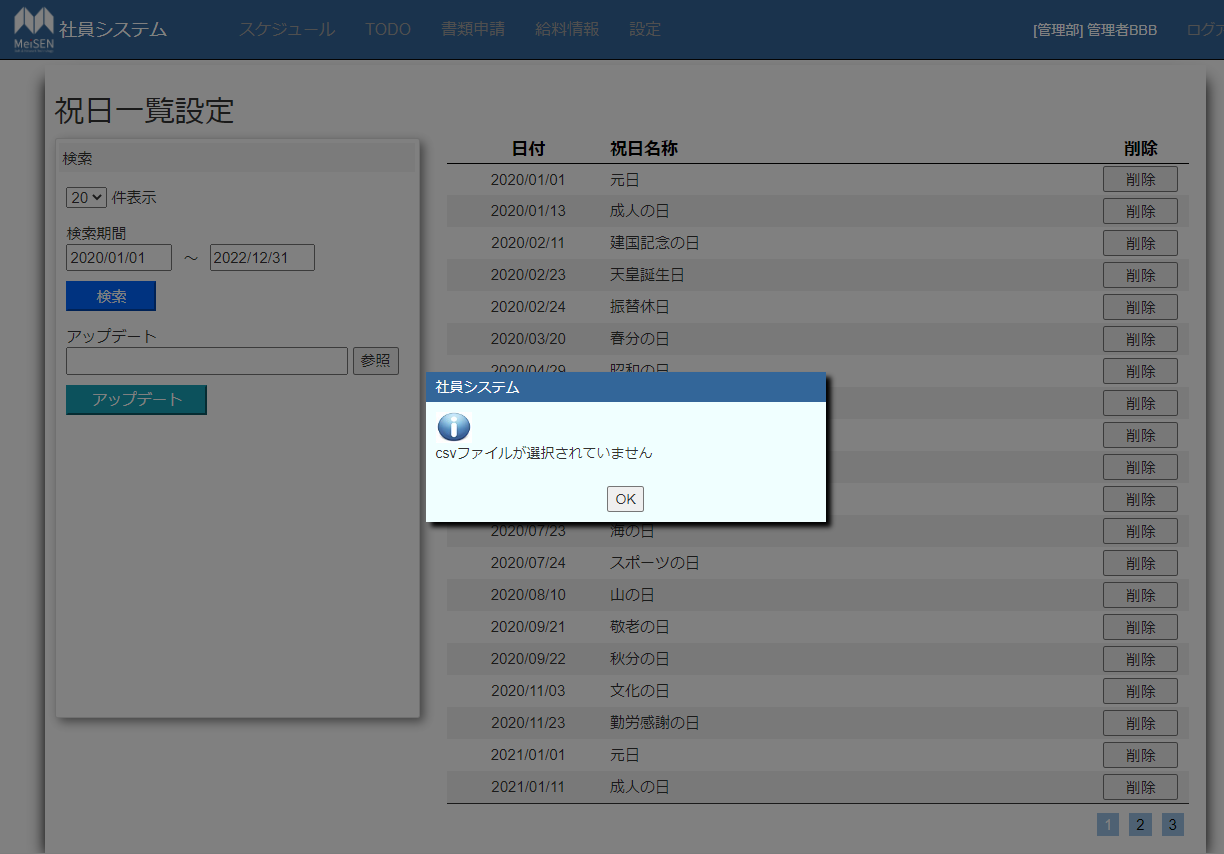 MeiSEN
社員システム
スケジュール
TODO
書類申請
給料情報
設定
[管理部] 管理者BBB
ログア
祝日一覧設定
検索
20 件表示
検索期間
2020/01/01 ～ 2022/12/31
検索
アップデート
参照
アップデート
日付 祝日名称 削除
2020/01/01 元日 削除
2020/01/13 成人の日 削除
2020/02/11 建国記念の日 削除
2020/02/23 天皇誕生日 削除
2020/02/24 振替休日 削除
2020/03/20 春分の日 削除
2020/04/29 昭和の日 削除
削除
削除
削除
削除
2020/07/23 海の日 削除
2020/07/24 スポーツの日 削除
2020/08/10 山の日 削除
2020/09/21 敬老の日 削除
2020/09/22 秋分の日 削除
2020/11/03 文化の日 削除
2020/11/23 勤労感謝の日 削除
2021/01/01 元日 削除
2021/01/11 成人の日 削除
1 2 3
社員システム
csvファイルが選択されていません
OK